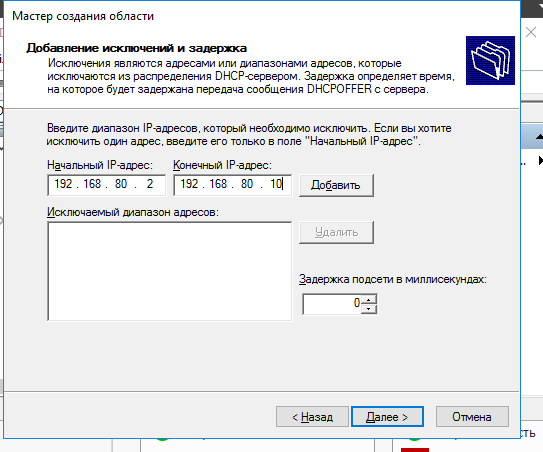 Мастер создания области
Добавление исключений и задержка
Исключения являются адресами или диапазонами адресов, которые
исключаются из распределения DHCP-сервером. Задержка определяет время,
на которое будет задержана передача сообщения DHCPOFFER с сервера.
Введите диапазон IP-адресов, который необходимо исключить. Если вы хотите
исключить один адрес, введите его только в поле "Начальный IP-адрес".
Начальный IP-адрес: Конечный IP-адрес:
192 . 168 . 80 . 2 192 . 168 . 80 . 10 Добавить
Исключаемый диапазон адресов:
Удалить
Задержка подсети в миллисекундах:
0
< Назад Далее > Отмена